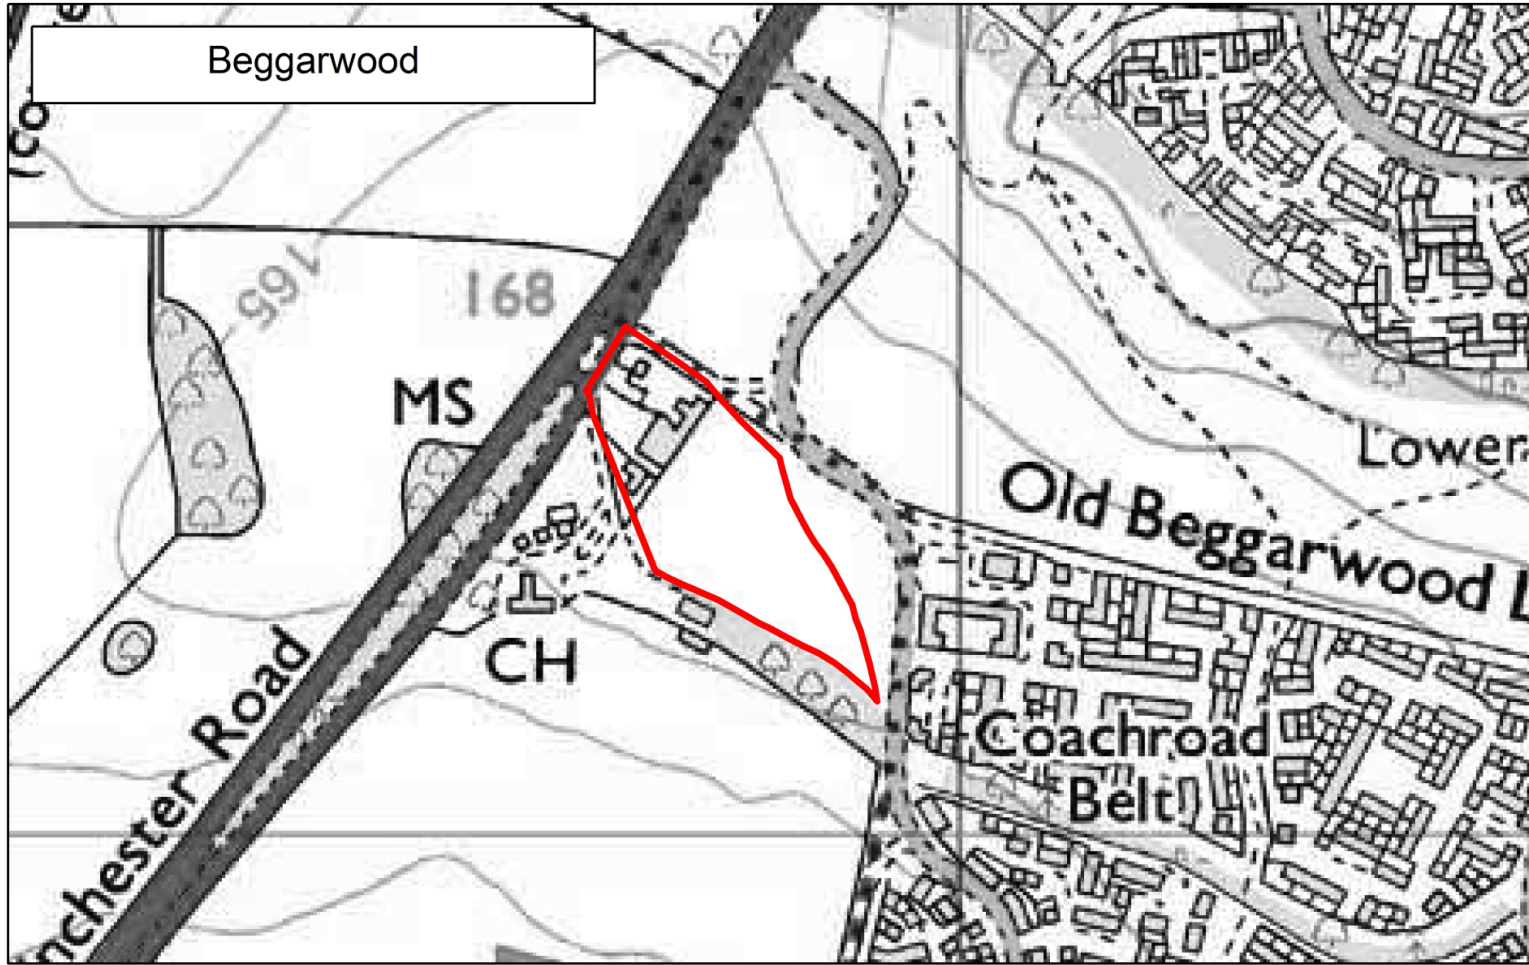 Beggarwood
165
168
MS
Lower
Old Beggarwood L
CH
Coachroad
Belt
nchester Road